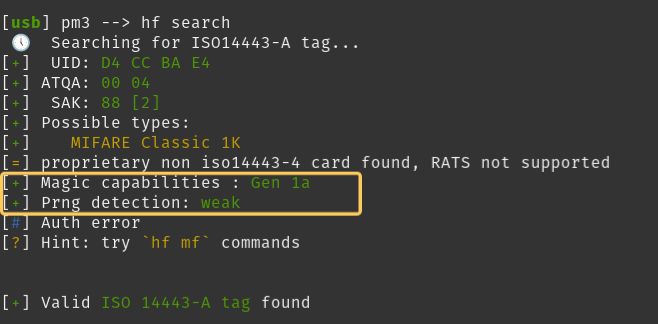 [usb] pm3 --> hf search
🕔 Searching for ISO14443-A tag...
[+] UID: D4 CC BA E4
[+] ATQA: 00 04
[+] SAK: 88 [2]
[+] Possible types:
[+] MIFARE Classic 1K
[=] proprietary non iso14443-4 card found, RATS not supported
[+] Magic capabilities : Gen 1a
[+] Prng detection: weak
[#] Auth error
[?] Hint: try `hf mf` commands
[+] Valid ISO 14443-A tag found